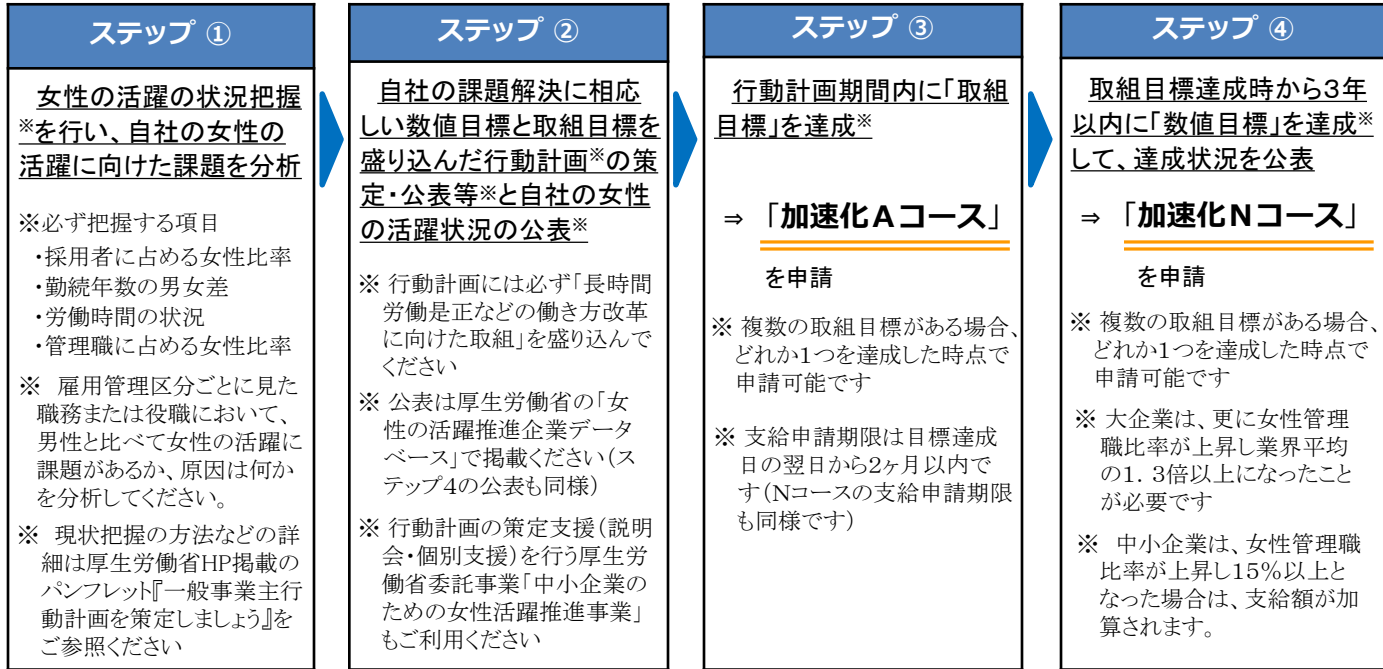 ステップ ①
女性の活躍の状況把握
※を行い、自社の女性の
活躍に向けた課題を分析
※必ず把握する項目
・採用者に占める女性比率
・勤続年数の男女差
・労働時間の状況
・管理職に占める女性比率
※ 雇用管理区分ごとに見た
職務または役職において、
男性と比べて女性の活躍に
課題があるか、原因は何か
を分析してください。
※ 現状把握の方法などの詳
細は厚生労働省HP掲載の
パンフレット『一般事業主行
動計画を策定しましょう』を
ご参照ください
ステップ ②
自社の課題解決に相応
しい数値目標と取組目標を
盛り込んだ行動計画※の策
定・公表等※と自社の女性
の活躍状況の公表※
※ 行動計画には必ず「長時間
労働是正などの働き方改革
に向けた取組」を盛り込んで
ください
※ 公表は厚生労働省の「女
性の活躍推進企業データ
ベース」で掲載ください(ス
テップ4の公表も同様)
※ 行動計画の策定支援(説明
会・個別支援)を行う厚生労
働省委託事業「中小企業の
ための女性活躍推進事業」
もご利用ください
ステップ ③
行動計画期間内に「取組
目標」を達成※
⇒ 「加速化Aコース」
を申請
※ 複数の取組目標がある場合、
どれか1つを達成した時点で
申請可能です
※ 支給申請期限は目標達成
日の翌日から2ヶ月以内で
す(Nコースの支給申請期限
も同様です)
ステップ ④
取組目標達成時から3年
以内に「数値目標」を達成※
して、達成状況を公表
⇒ 「加速化Nコース」
を申請
※ 複数の取組目標がある場合、
どれか1つを達成した時点で
申請可能です
※ 大企業は、更に女性管理
職比率が上昇し業界平均
の1.3倍以上になったこと
が必要です
※ 中小企業は、女性管理職
比率が上昇し15%以上と
なった場合は、支給額が加
算されます。